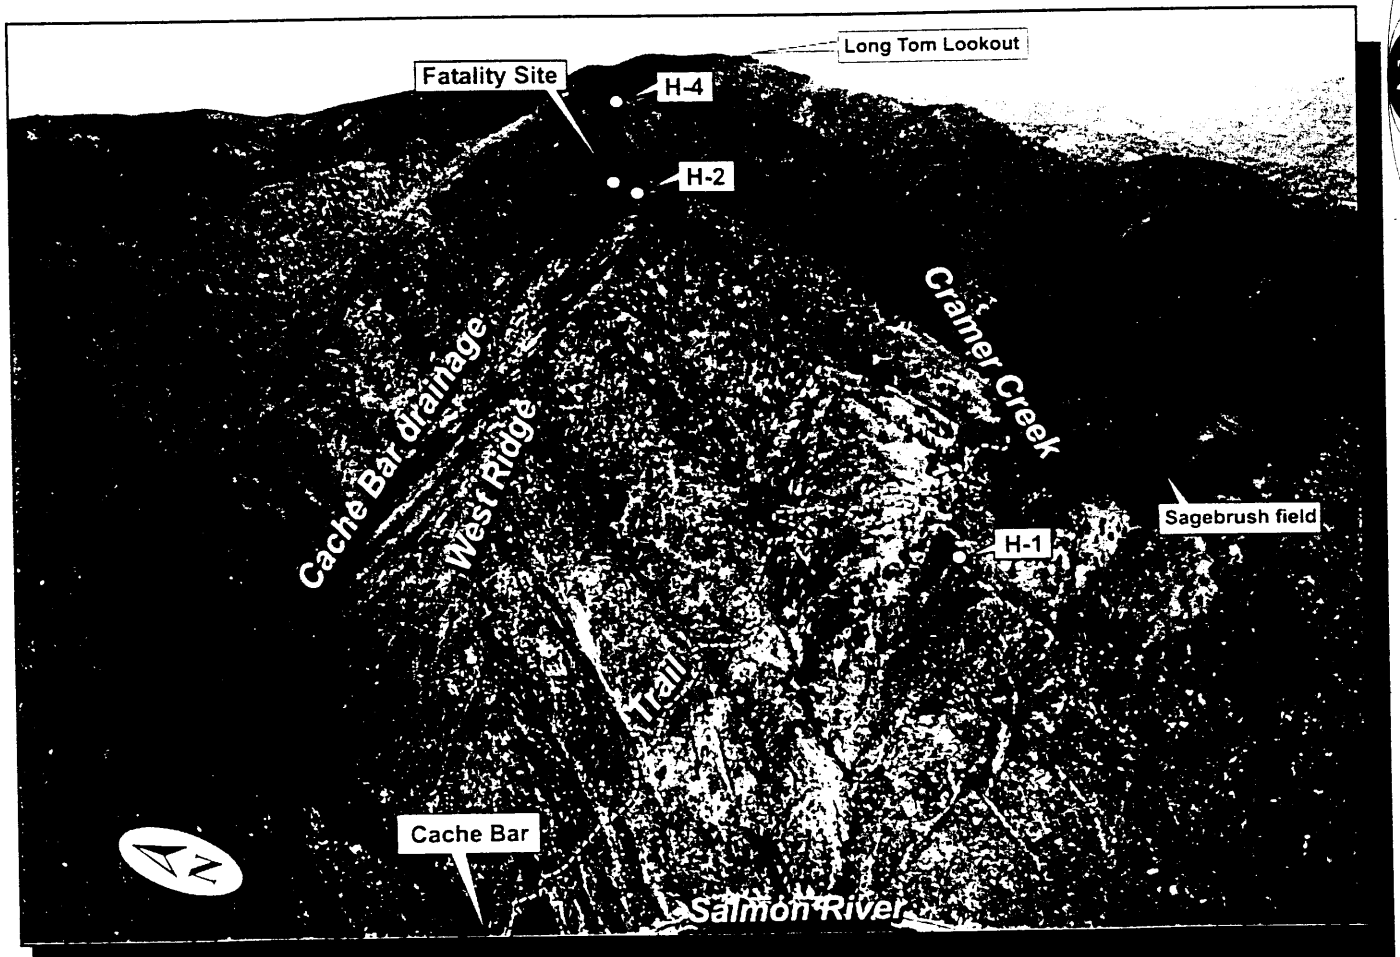 Long Tom Lookout
Fatality Site
H-4
H-2
Cramer Creek
Cache Bar drainage
West Ridge
Sagebrush field
H-1
Trail
Cache Bar
N
Salmon River